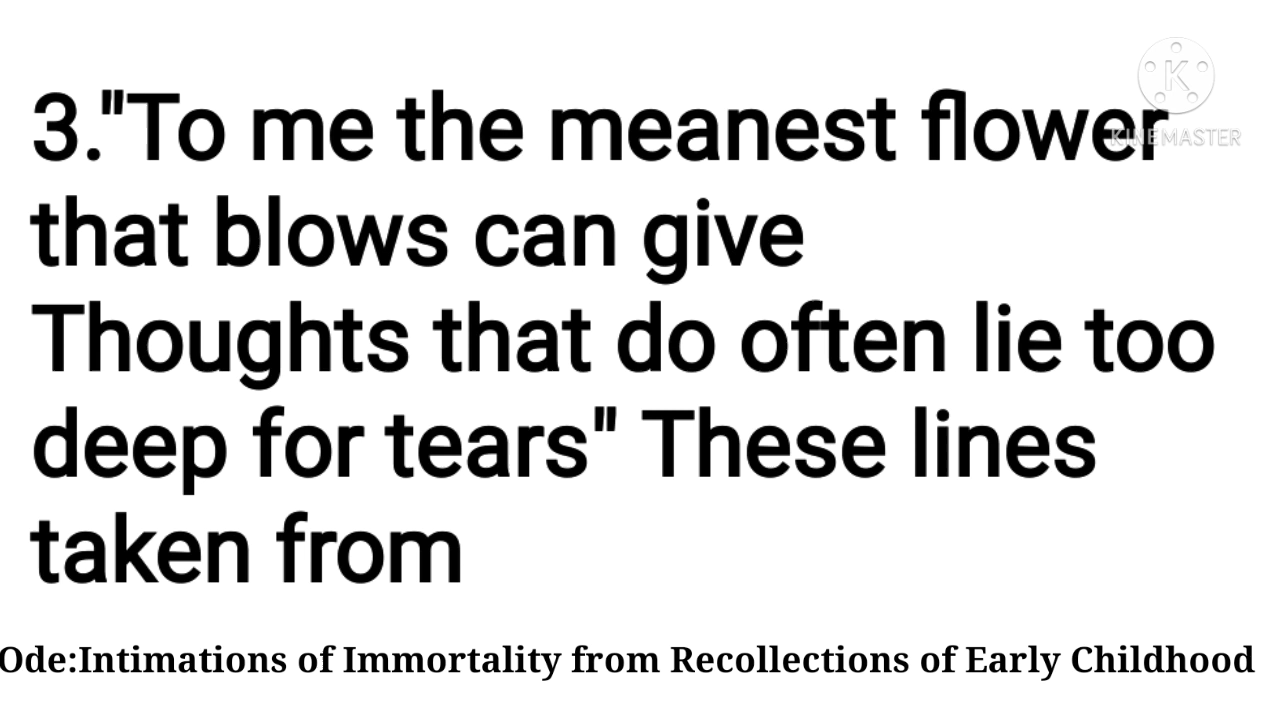 3."To me the meanest flower
KINEMASTER
that blows can give
Thoughts that do often lie too
deep for tears" These lines
taken from
Ode:Intimations of Immortality from Recollections of Early Childhood